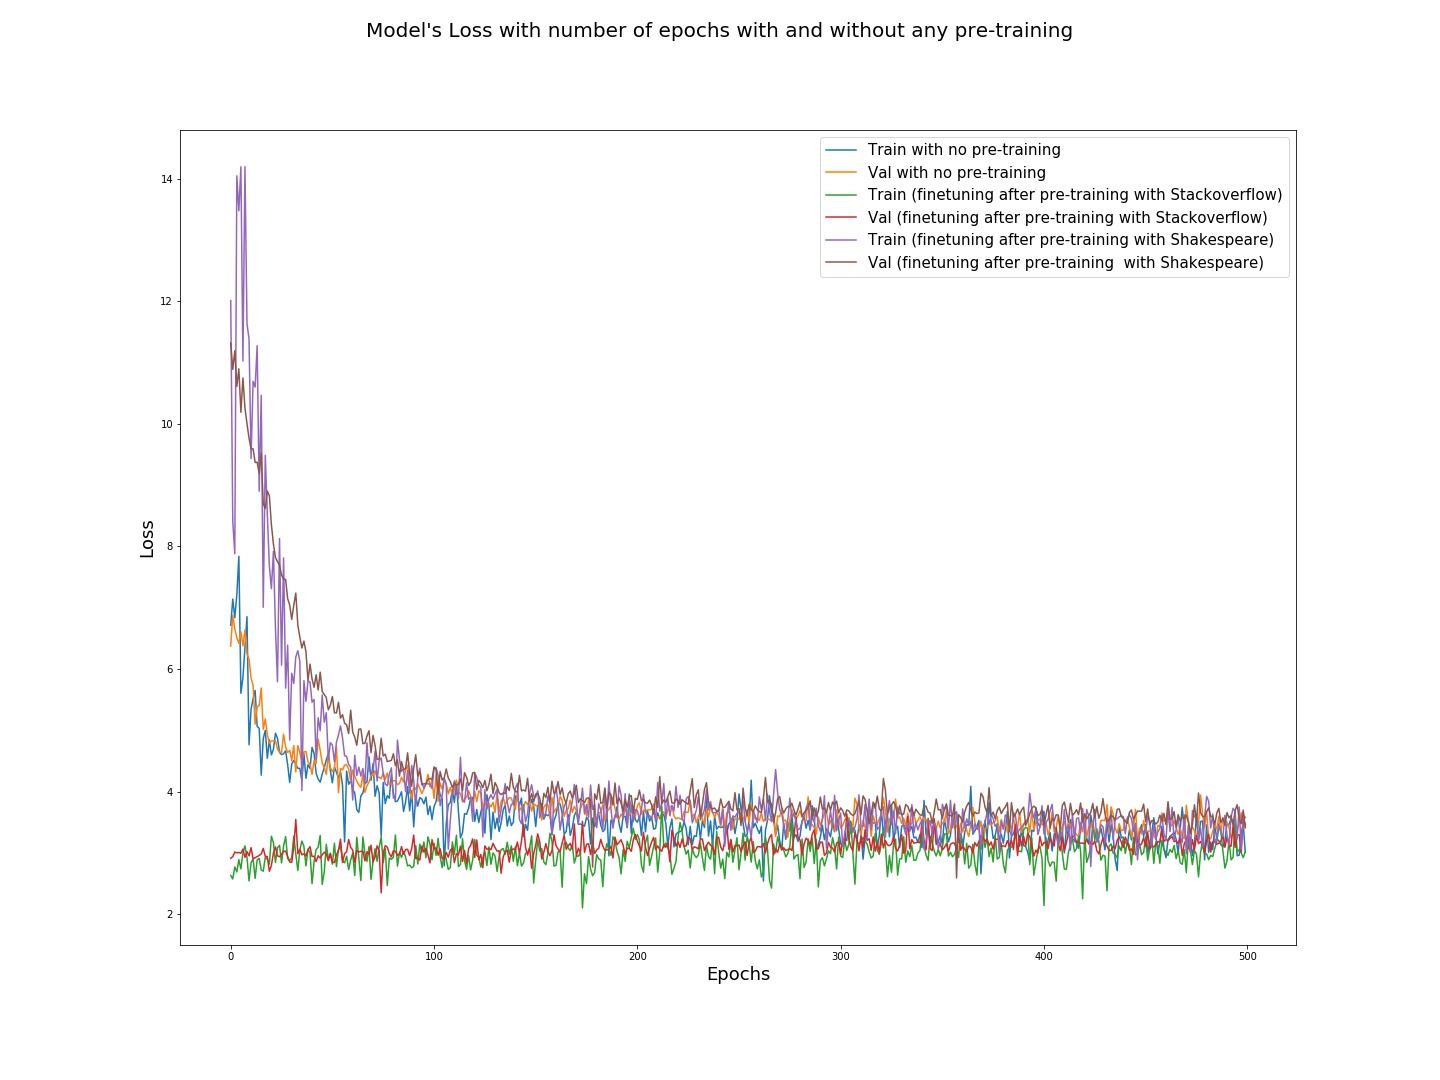 Model's Loss with number of epochs with and without any pre-training
Train with no pre-training
Val with no pre-training
Train (finetuning after pre-training with Stackoverflow)
Val (finetuning after pre-training with Stackoverflow)
Train (finetuning after pre-training with Shakespeare)
Val (finetuning after pre-training  with Shakespeare)
14
12
10
8
6
4
2
Loss
0 100 200 300 400 500
Epochs